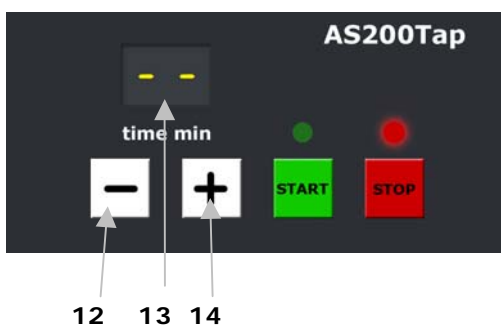 AS200Tap
- -
time min
- + START STOP
12 13 14